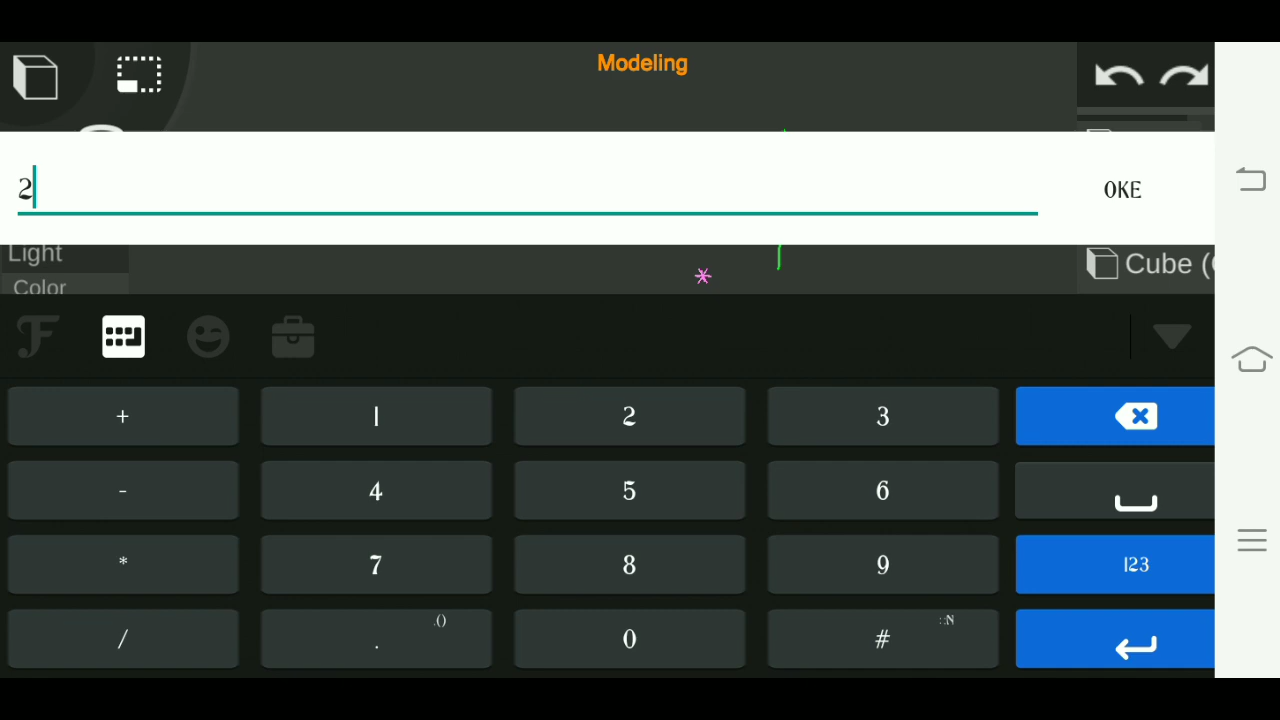 Modeling
2
OKE
Light
Color
Cube (
+ 1 2 3
- 4 5 6
* 7 8 9 123
.() ::N
/ . 0 #